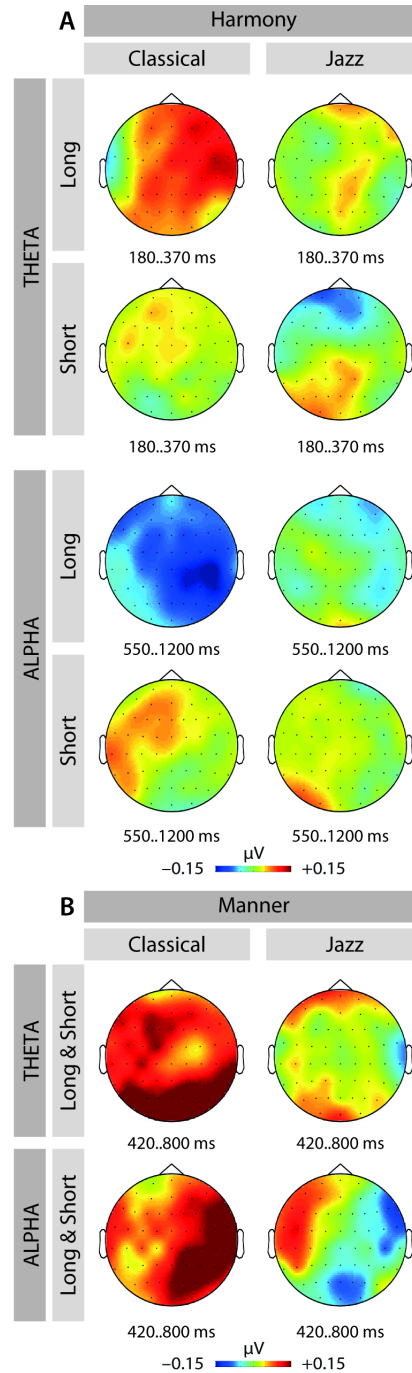 A
Harmony
Classical
Jazz
THETA
Long
180..370 ms
180..370 ms
Short
180..370 ms
180..370 ms
ALPHA
Long
550..1200 ms
550..1200 ms
Short
550..1200 ms
550..1200 ms
µV
−0.15
+0.15
B
Manner
Classical
Jazz
THETA
Long & Short
420..800 ms
420..800 ms
ALPHA
Long & Short
420..800 ms
420..800 ms
µV
−0.15
+0.15